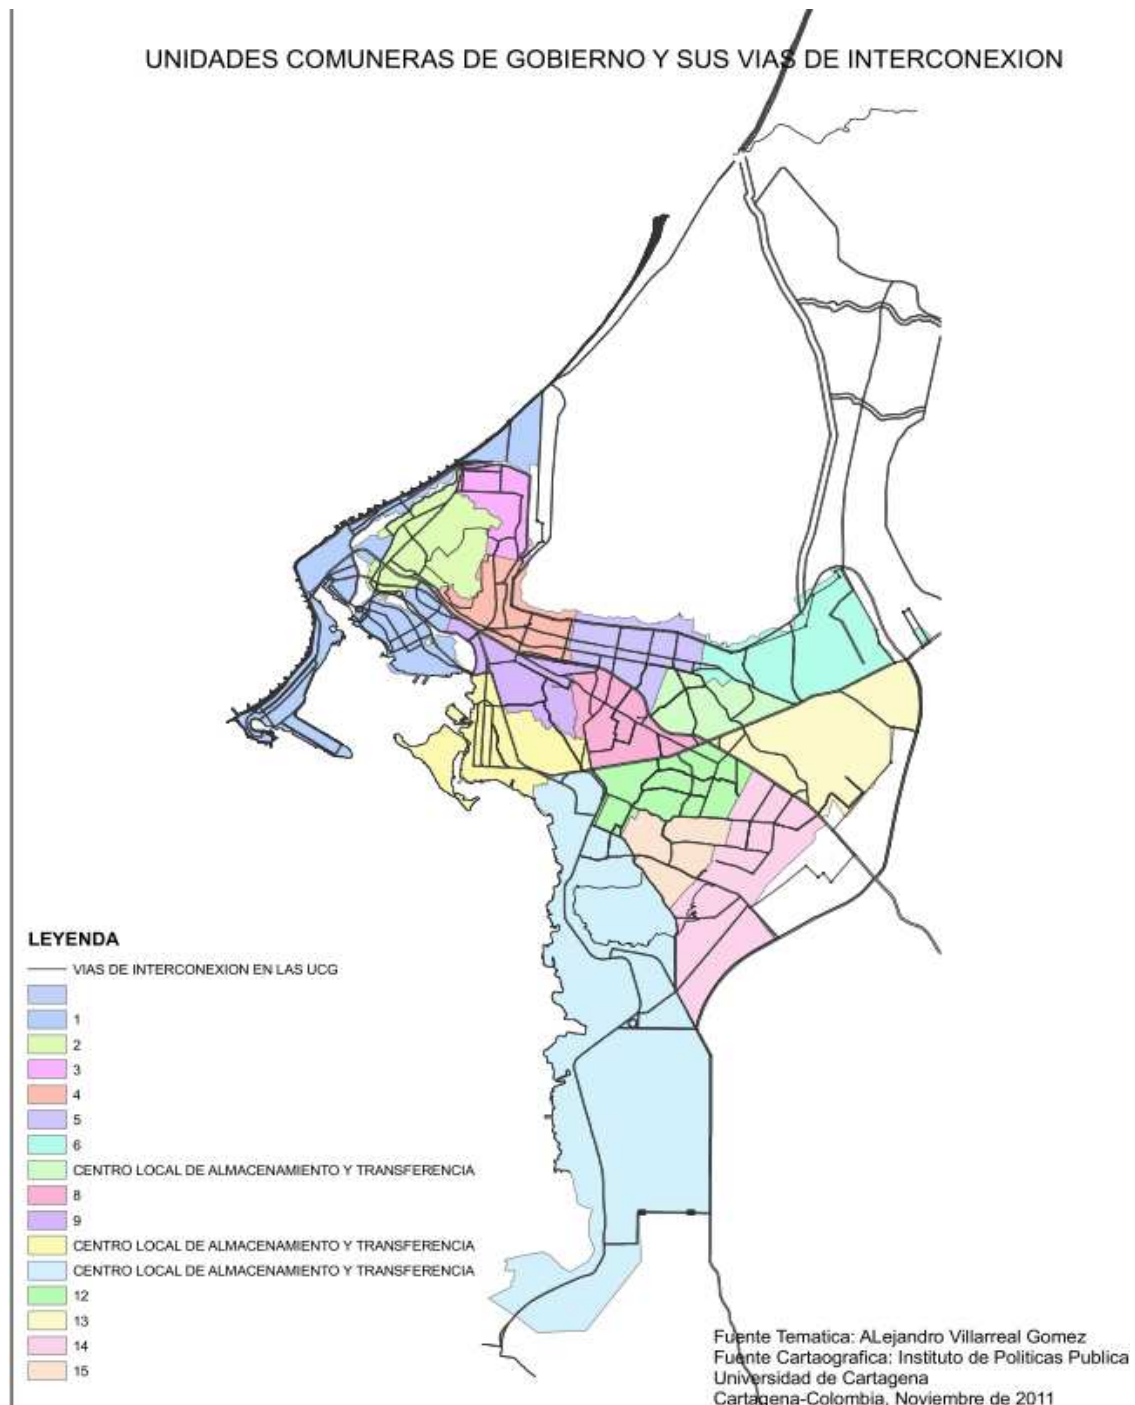 UNIDADES COMUNERAS DE GOBIERNO Y SUS VIAS DE INTERCONEXION
LEYENDA
VIAS DE INTERCONEXION EN LAS UCG
1
2
3
4
5
6
CENTRO LOCAL DE ALMACENAMIENTO Y TRANSFERENCIA
8
9
CENTRO LOCAL DE ALMACENAMIENTO Y TRANSFERENCIA
CENTRO LOCAL DE ALMACENAMIENTO Y TRANSFERENCIA
12
13
14
15
Fuente Tematica: ALejandro Villarreal Gomez
Fuente Cartaografica: Instituto de Politicas Publica
Universidad de Cartagena
Cartagena-Colombia, Noviembre de 2011